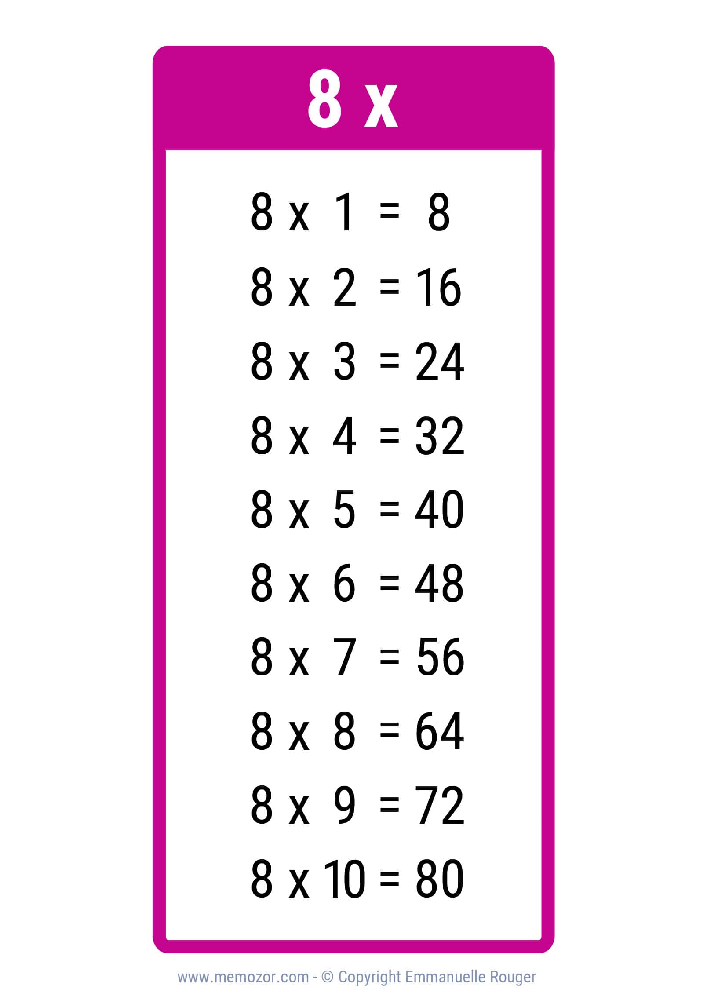 8 x
8 x 1 = 8
8 x 2 = 16
8 x 3 = 24
8 x 4 = 32
8 x 5 = 40
8 x 6 = 48
8 x 7 = 56
8 x 8 = 64
8 x 9 = 72
8 x 10 = 80
www.memozor.com - © Copyright Emmanuelle Rouger